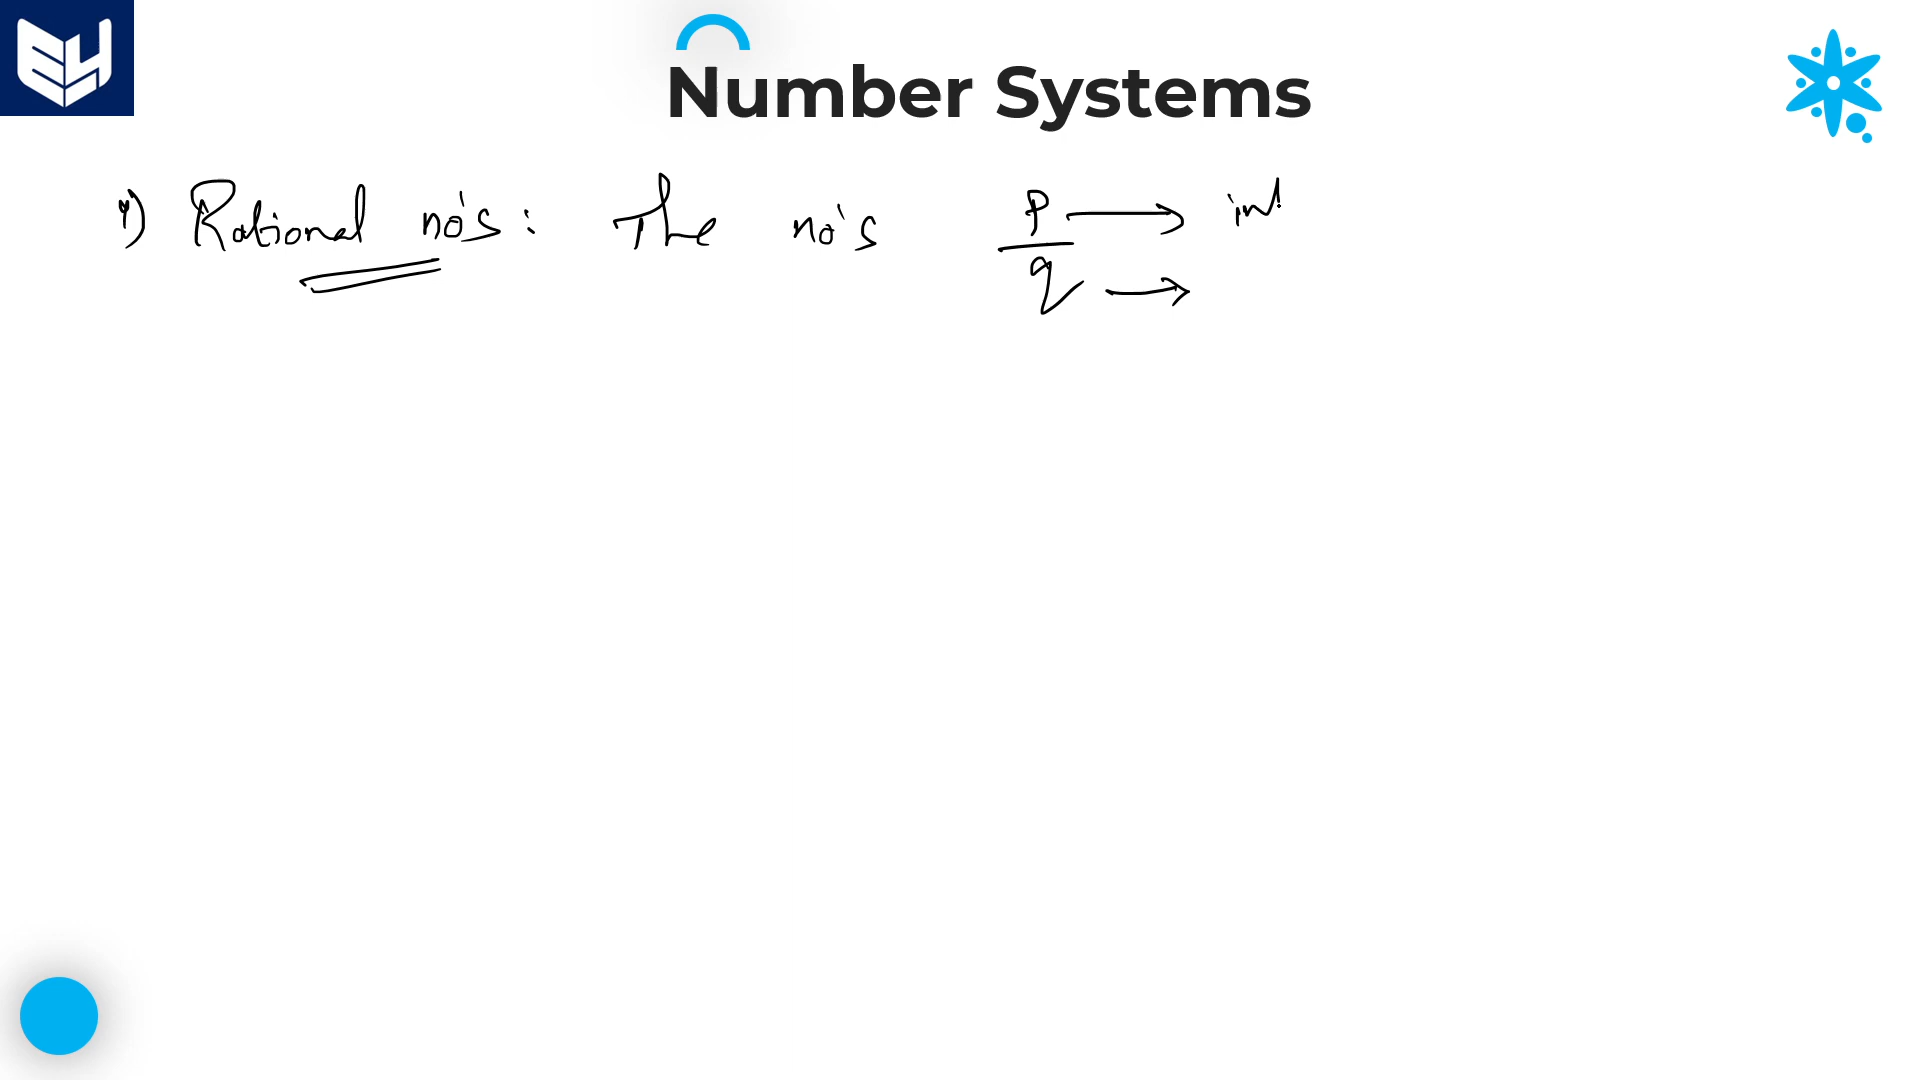 Number Systems
1) Rational no's: The no's p/q → int
→